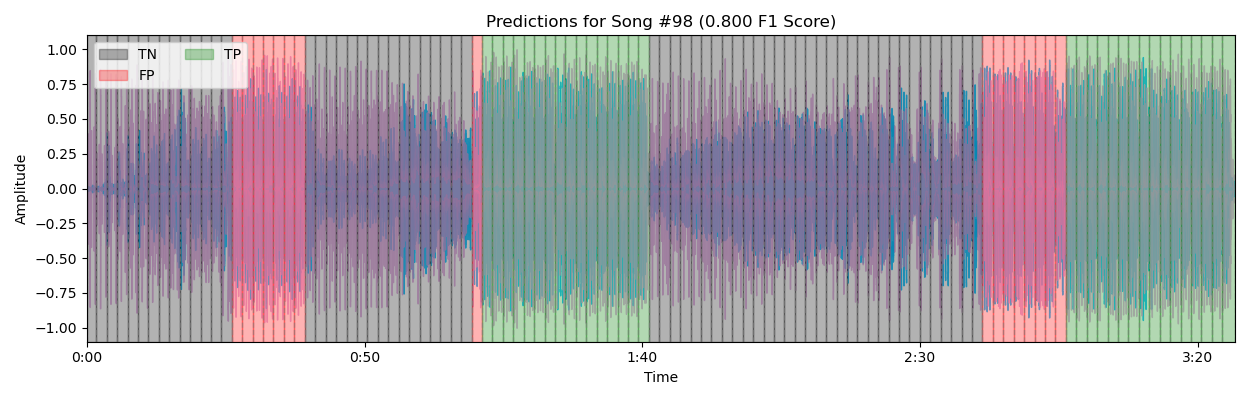 Predictions for Song #98 (0.800 F1 Score)
TN TP
FP
1.00
0.75
0.50
0.25
0.00
−0.25
−0.50
−0.75
−1.00
Amplitude
0:00 0:50 1:40 2:30 3:20
Time